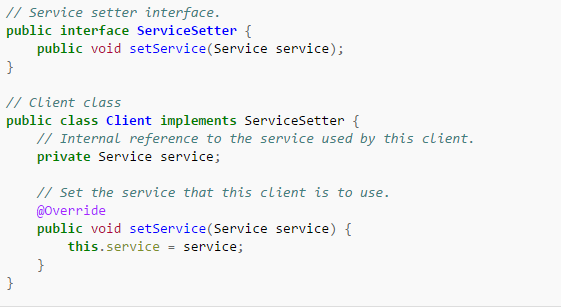 // Service setter interface.
public interface ServiceSetter {
    public void setService(Service service);
}

// Client class
public class Client implements ServiceSetter {
    // Internal reference to the service used by this client.
    private Service service;

    // Set the service that this client is to use.
    @Override
    public void setService(Service service) {
        this.service = service;
    }
}